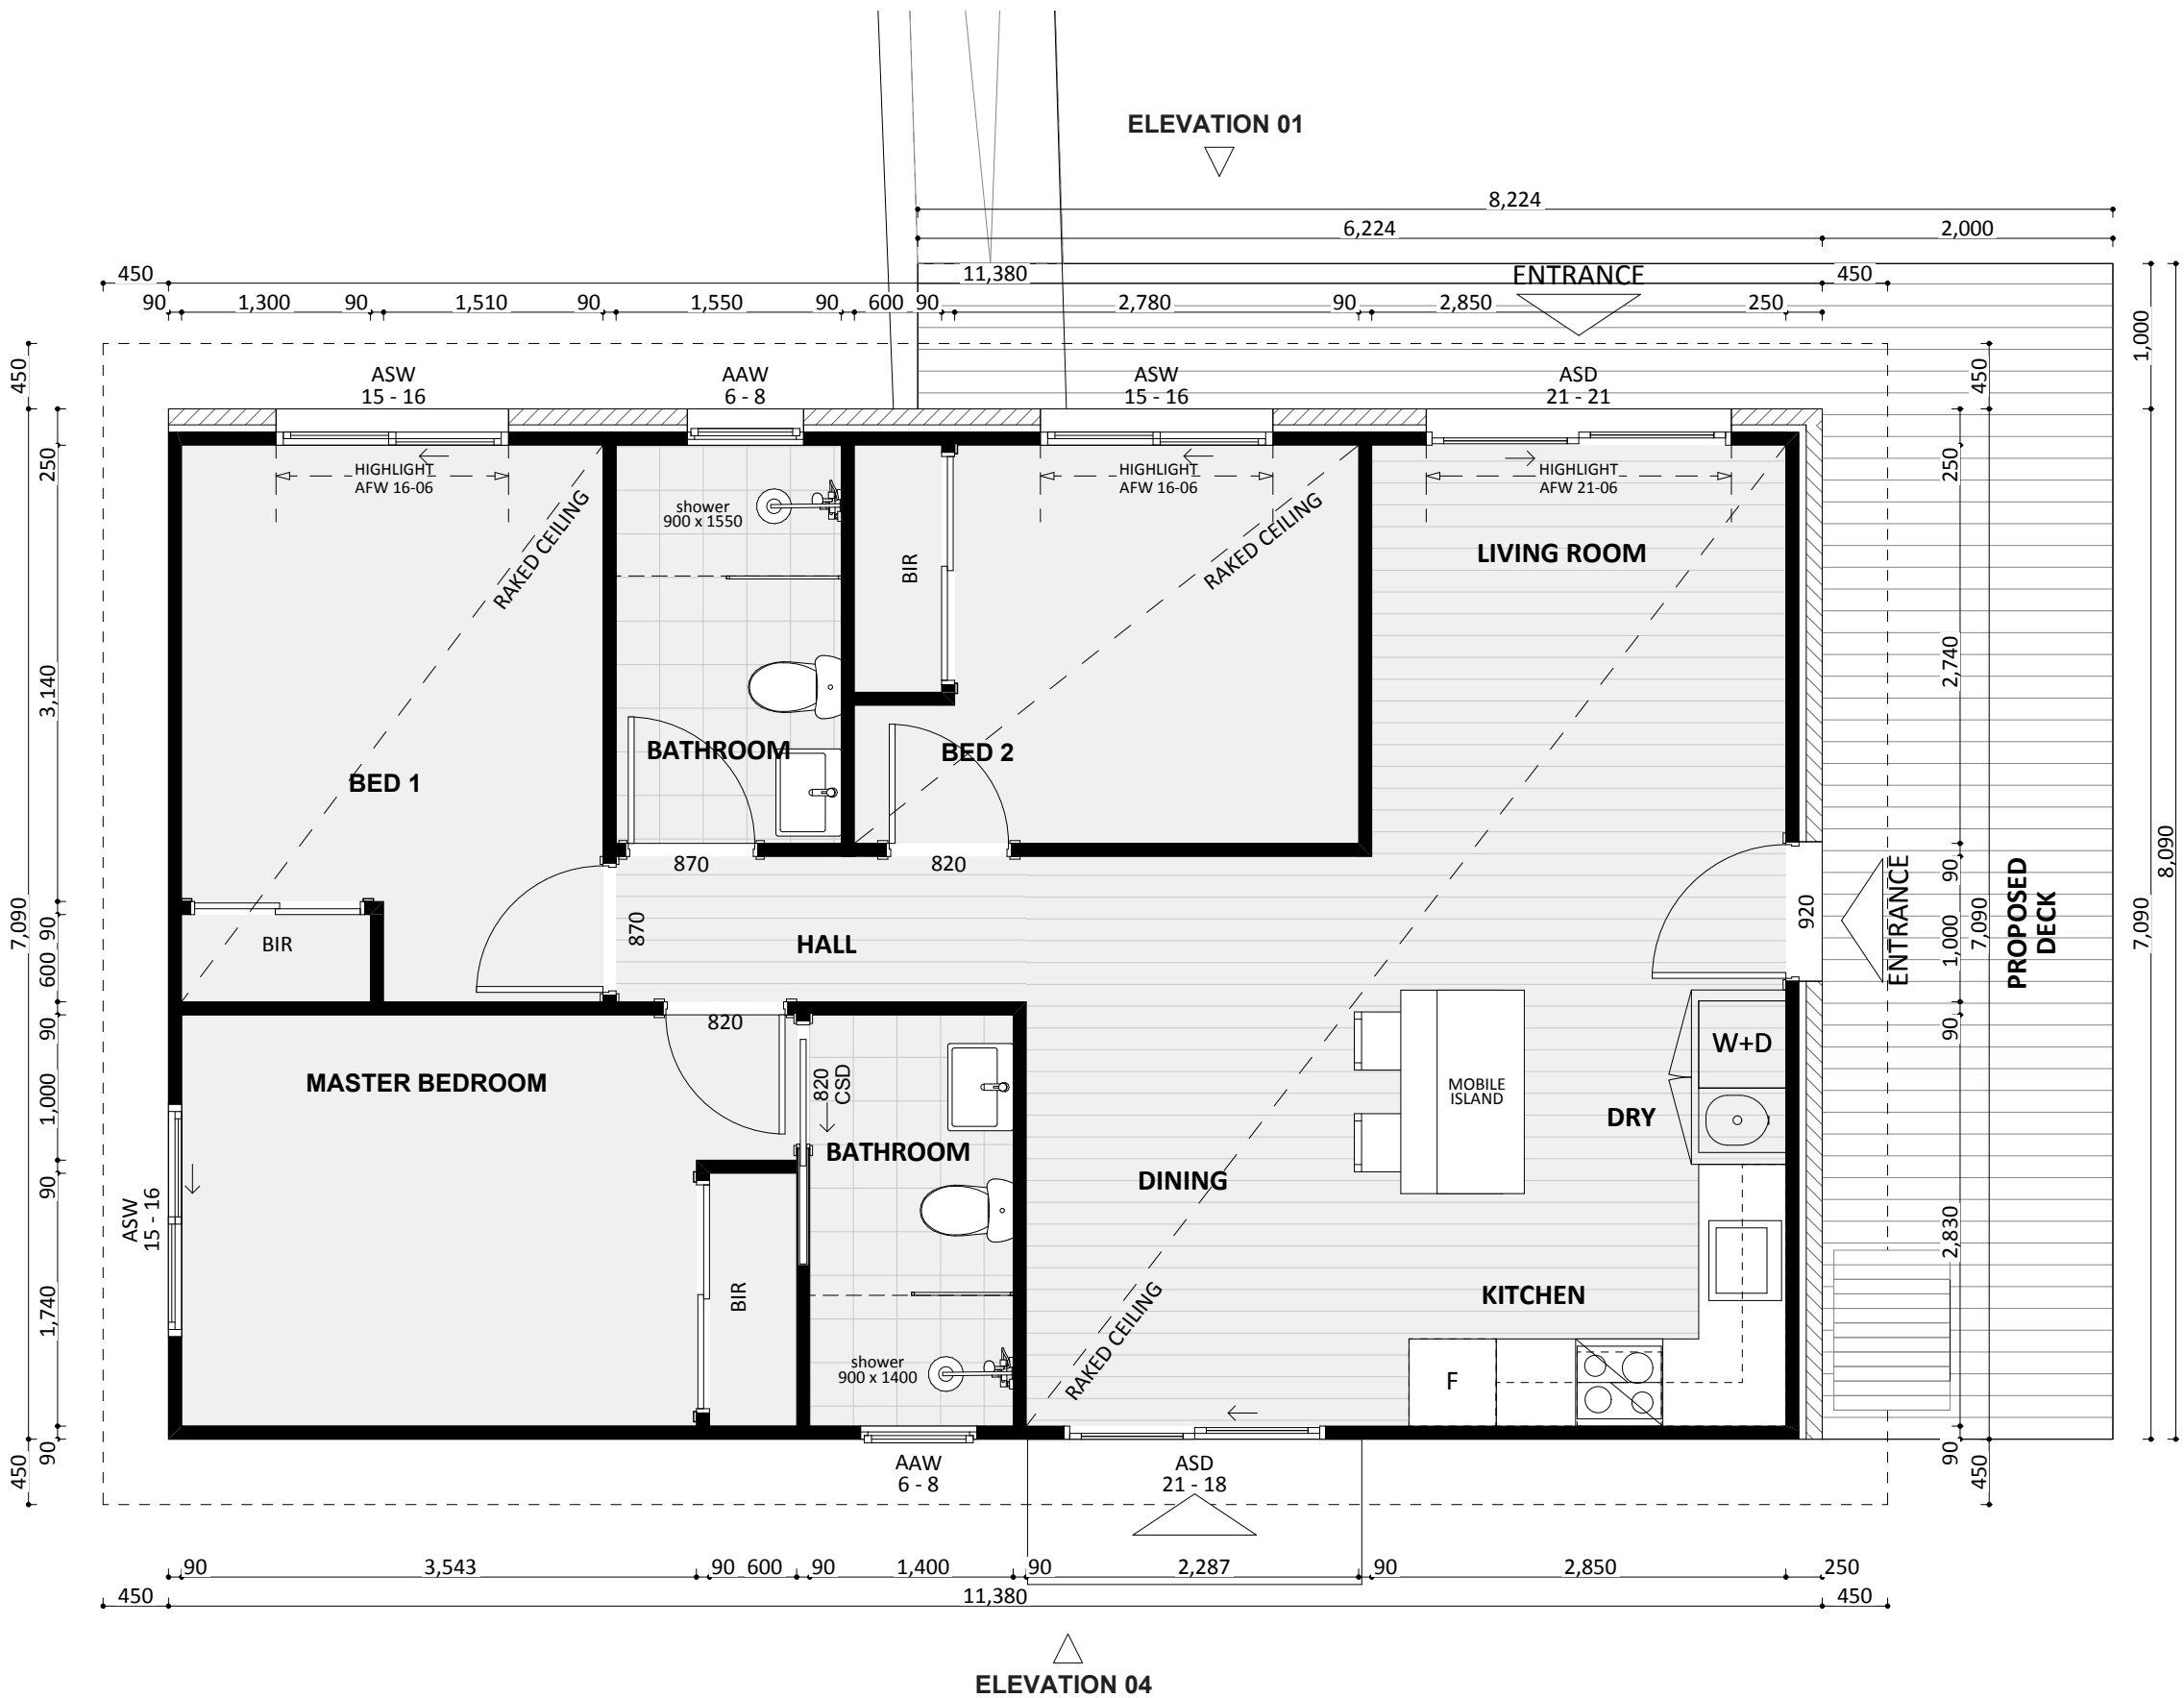 ELEVATION 01
8,224
6,224
2,000
450
11,380
ENTRANCE
450
90
1,300
90
1,510
90
1,550
90
600
90
2,780
90
2,850
250
1,000
450
450
ASW
15 - 16
AAW
6 - 8
ASW
15 - 16
ASD
21 - 21
250
250
HIGHLIGHT
AFW 16-06
HIGHLIGHT
AFW 16-06
HIGHLIGHT
AFW 21-06
shower
900 x 1550
RAKED CEILING
RAKED CEILING
LIVING ROOM
BIR
3,140
2,740
BED 1
BATHROOM
BED 2
870
820
90
8,090
7,090
90
600
BIR
870
HALL
920
ENTRANCE
1,000
7,090
PROPOSED
DECK
7,090
90
820
90
W+D
MASTER BEDROOM
820
CSD
MOBILE
ISLAND
1,000
DRY
BATHROOM
DINING
90
ASW
15 - 16
2,830
1,740
BIR
KITCHEN
RAKED CEILING
shower
900 x 1400
F
90
450
90
450
AAW
6 - 8
ASD
21 - 18
90
3,543
90
600
90
1,400
90
2,287
90
2,850
250
450
11,380
450
ELEVATION 04